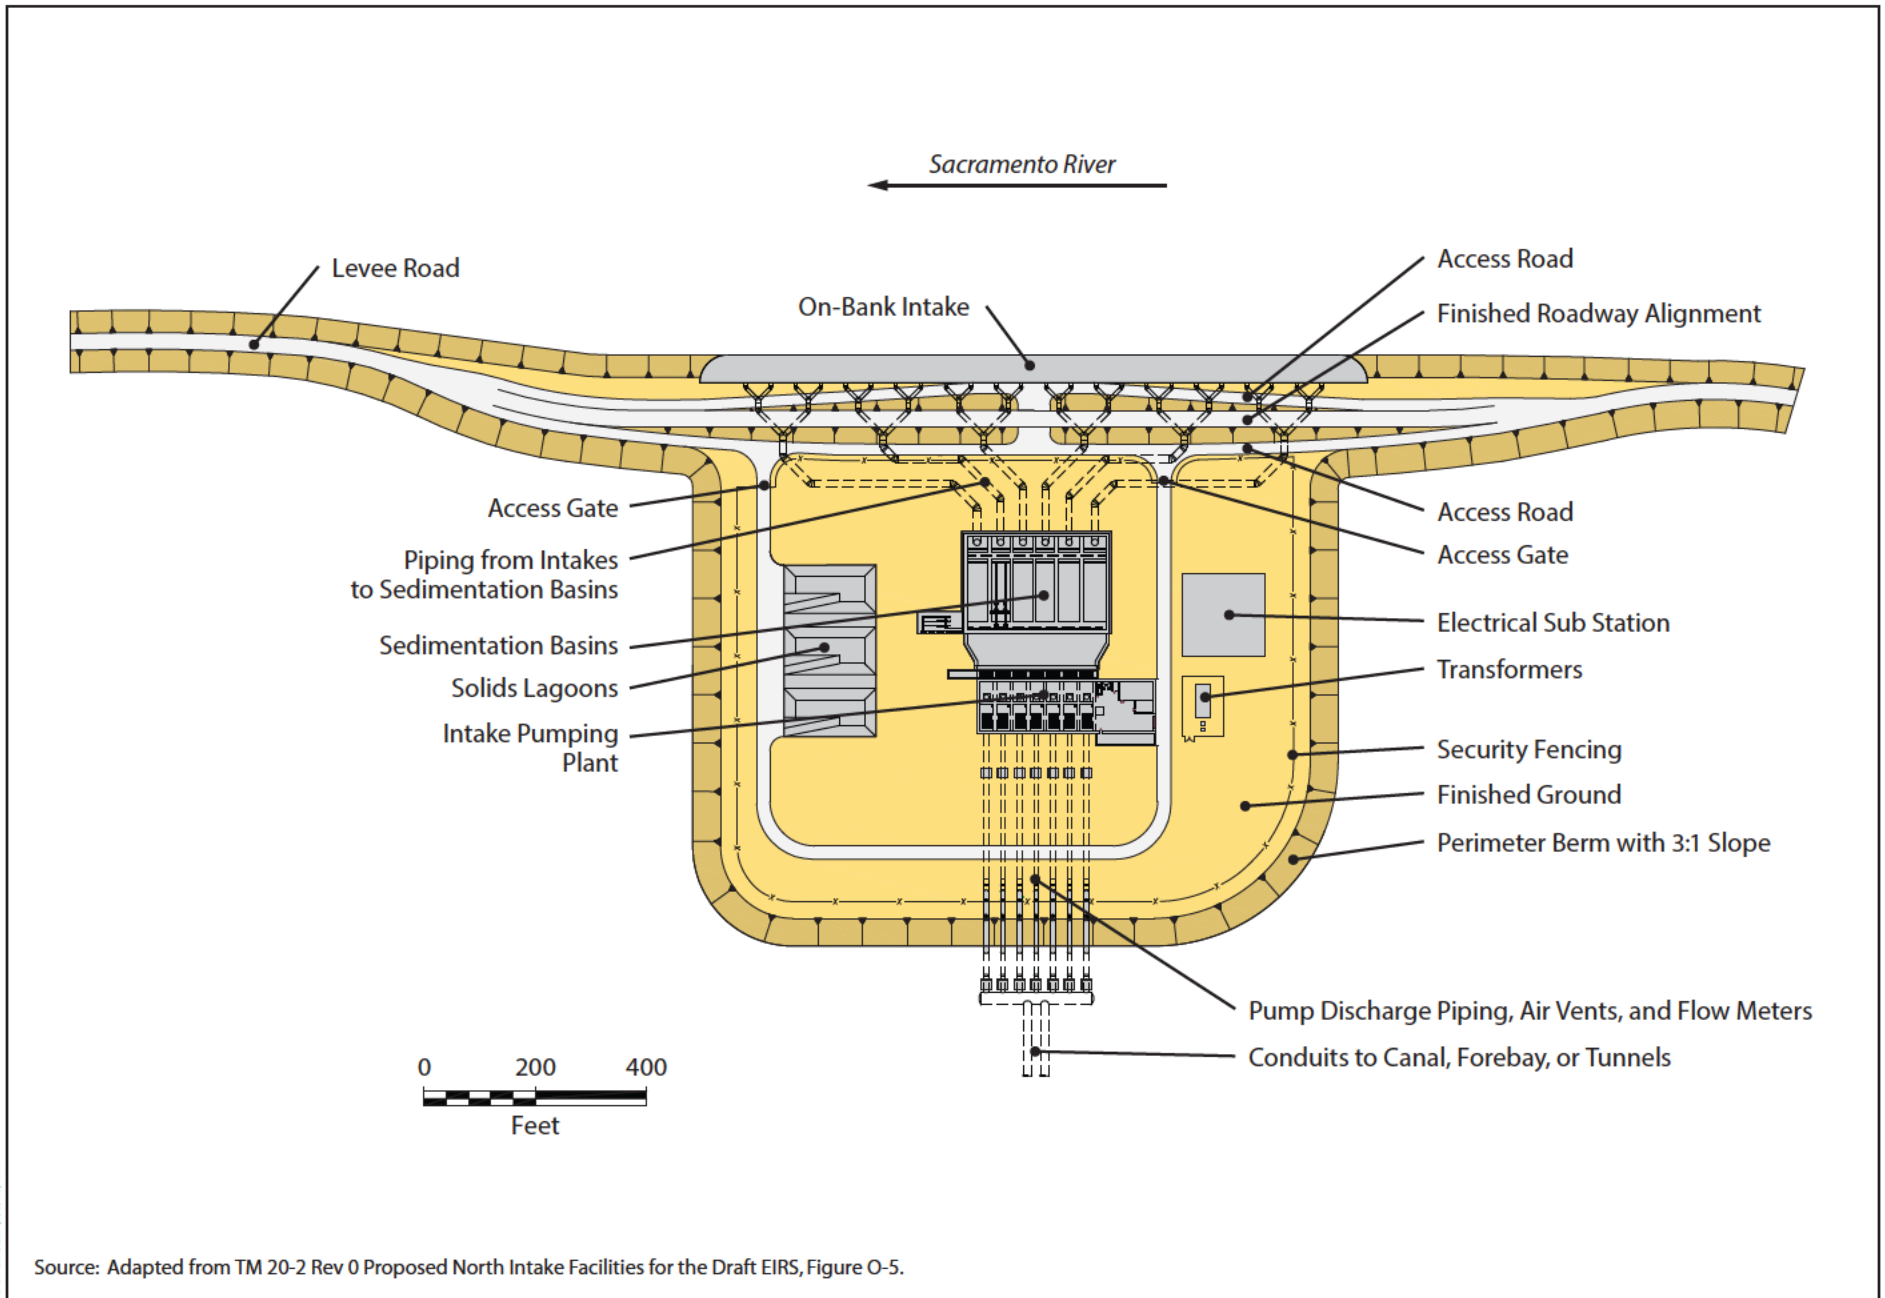 Sacramento River
Levee Road
On-Bank Intake
Access Road
Finished Roadway Alignment
Access Gate
Piping from Intakes
to Sedimentation Basins
Sedimentation Basins
Solids Lagoons
Intake Pumping
Plant
Access Road
Access Gate
Electrical Sub Station
Transformers
Security Fencing
Finished Ground
Perimeter Berm with 3:1 Slope
Pump Discharge Piping, Air Vents, and Flow Meters
Conduits to Canal, Forebay, or Tunnels
0 200 400
Feet
Source: Adapted from TM 20-2 Rev 0 Proposed North Intake Facilities for the Draft EIRS, Figure O-5.